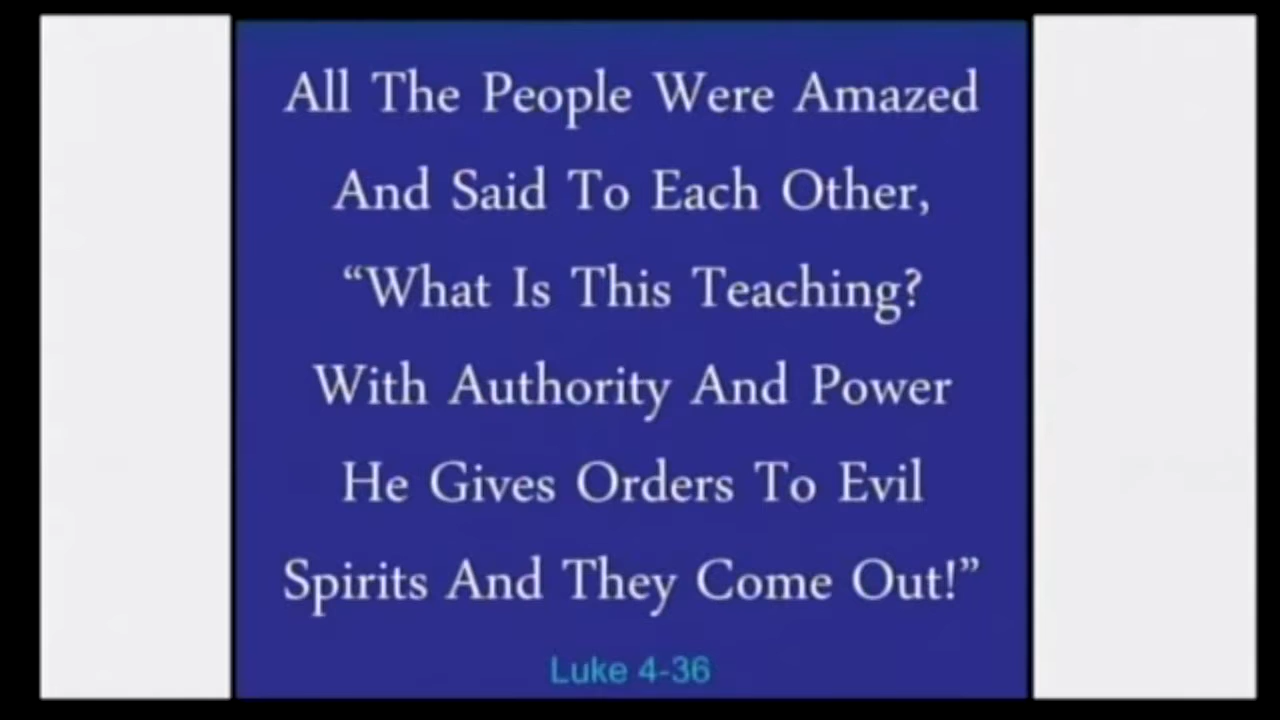 All The People Were Amazed
And Said To Each Other,
“What Is This Teaching?
With Authority And Power
He Gives Orders To Evil
Spirits And They Come Out!”
Luke 4-36